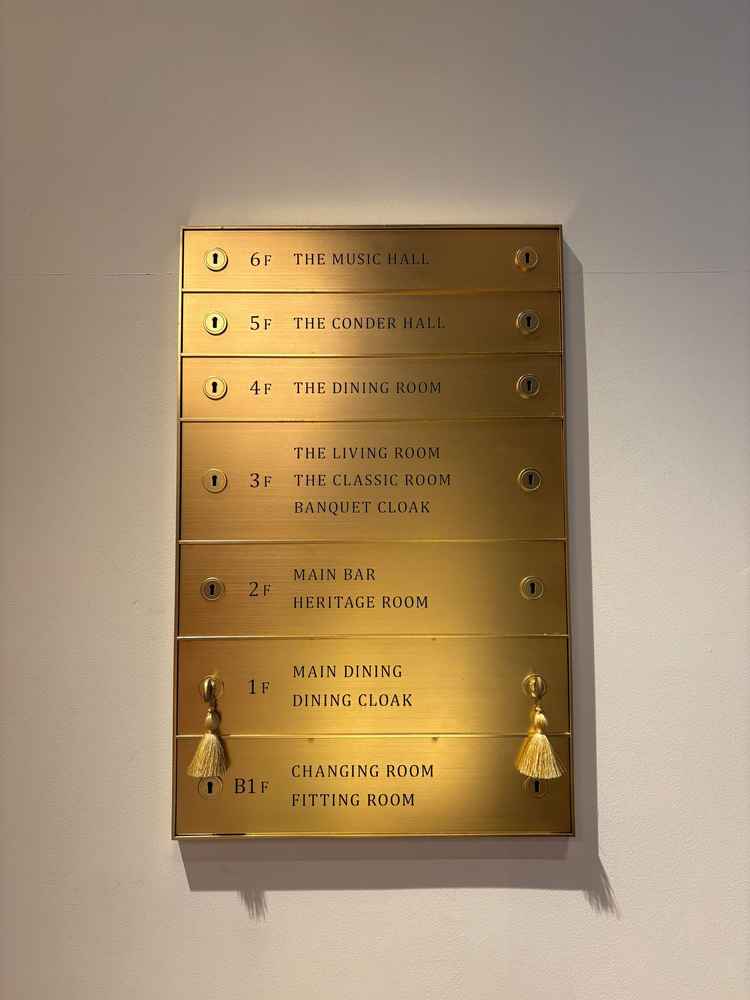 6F THE MUSIC HALL
5F THE CONDER HALL
4F THE DINING ROOM
3F THE LIVING ROOM
THE CLASSIC ROOM
BANQUET CLOAK
2F MAIN BAR
HERITAGE ROOM
1F MAIN DINING
DINING CLOAK
B1F CHANGING ROOM
FITTING ROOM